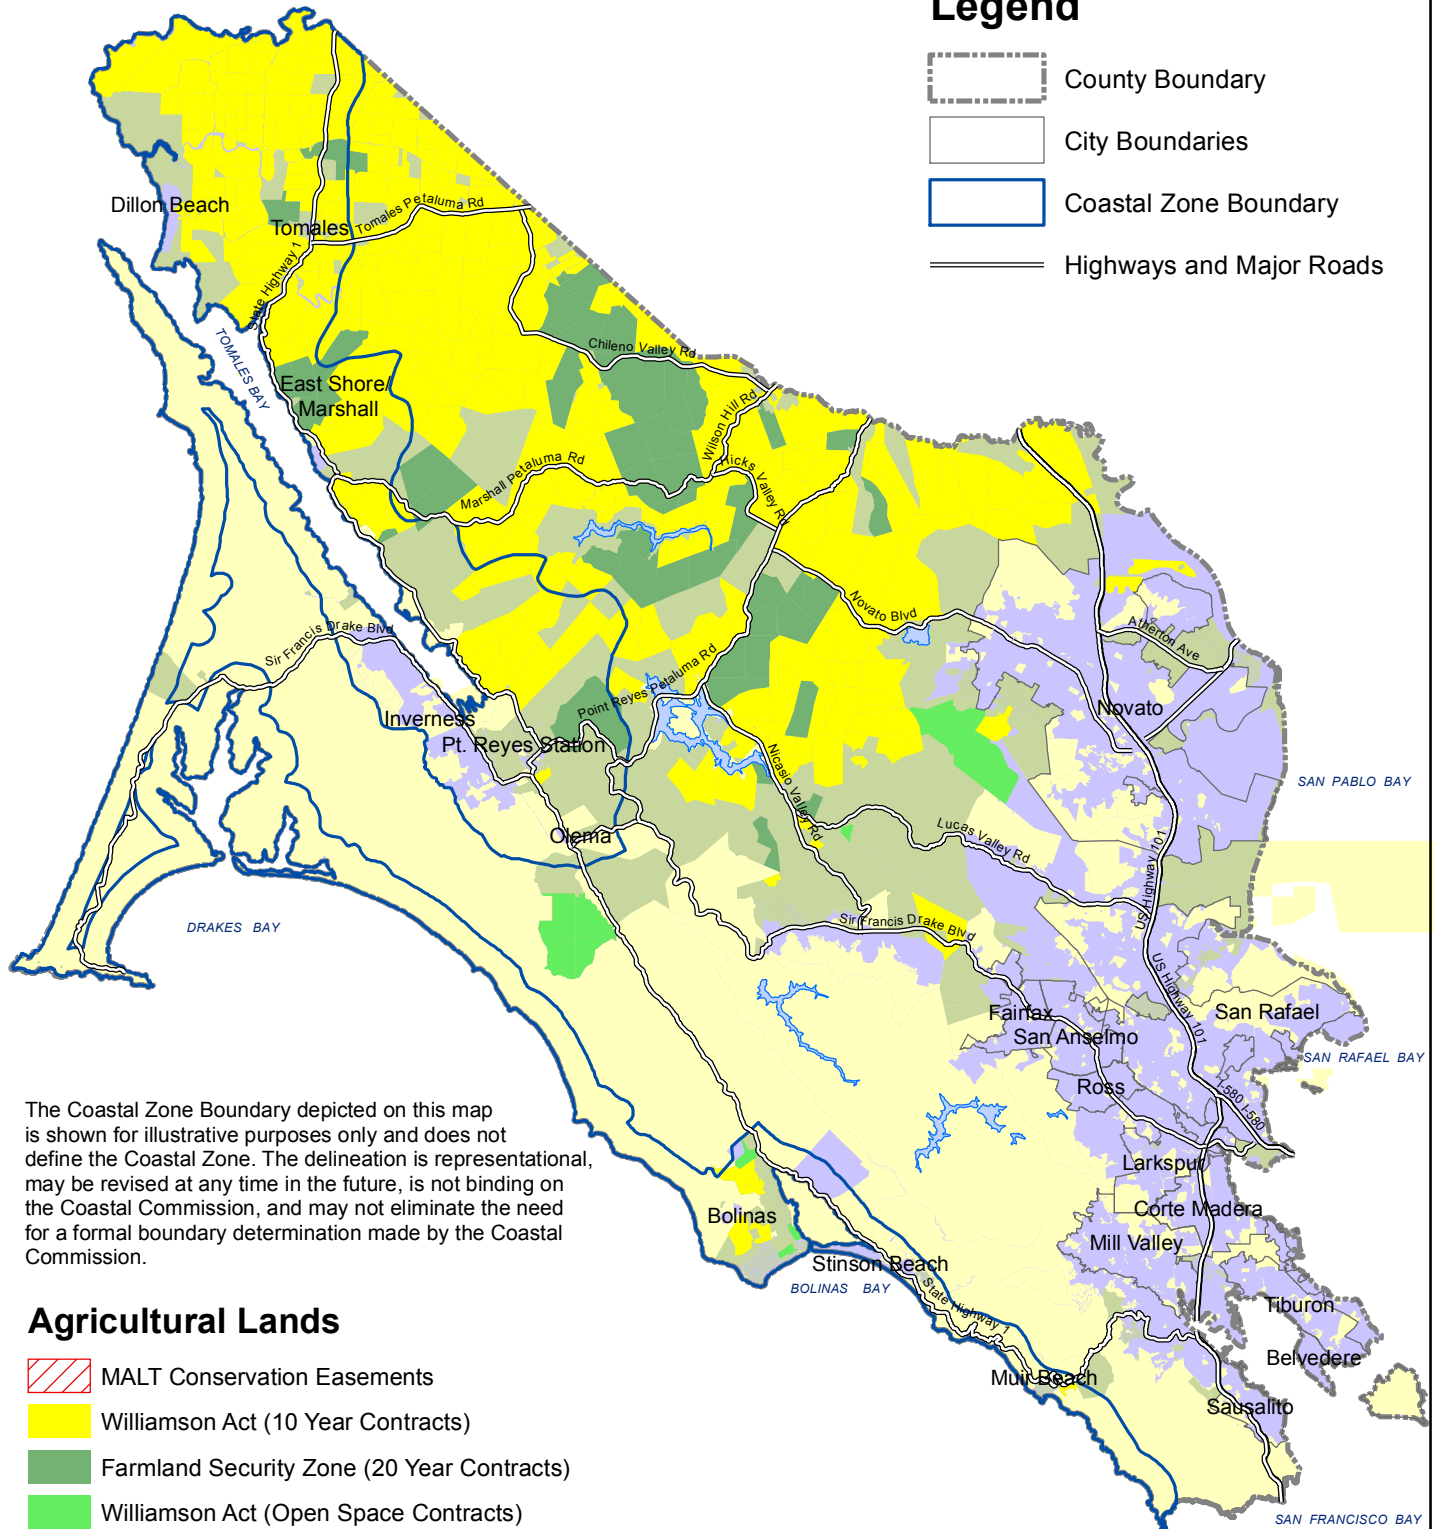 Legend
County Boundary
City Boundaries
Coastal Zone Boundary
Highways and Major Roads
Dillon Beach
Tomales
Tomales Petaluma Rd
State Highway 1
TOMALES BAY
Chileno Valley Rd
East Shore/
Marshall
Wilson Hill Rd
Hicks Valley Rd
Marshall Petaluma Rd
Novato Blvd
Atherton Ave
Sir Francis Drake Blvd
Point Reyes Petaluma Rd
Inverness
Novato
Pt. Reyes Station
Nicasio Valley Rd
SAN PABLO BAY
Olema
Lucas Valley Rd
US Highway 101
DRAKES BAY
Sir Francis Drake Blvd
US Highway 101
Fairfax
San Rafael
San Anselmo
SAN RAFAEL BAY
Ross
I-580 I-580
The Coastal Zone Boundary depicted on this map
is shown for illustrative purposes only and does not
define the Coastal Zone. The delineation is representational,
may be revised at any time in the future, is not binding on
the Coastal Commission, and may not eliminate the need
for a formal boundary determination made by the Coastal
Commission.
Larkspur
Corte Madera
Bolinas
Mill Valley
Stinson Beach
BOLINAS BAY
State Highway 1
Tiburon
Belvedere
Muir Beach
Sausalito
SAN FRANCISCO BAY
Agricultural Lands
MALT Conservation Easements
Williamson Act (10 Year Contracts)
Farmland Security Zone (20 Year Contracts)
Williamson Act (Open Space Contracts)